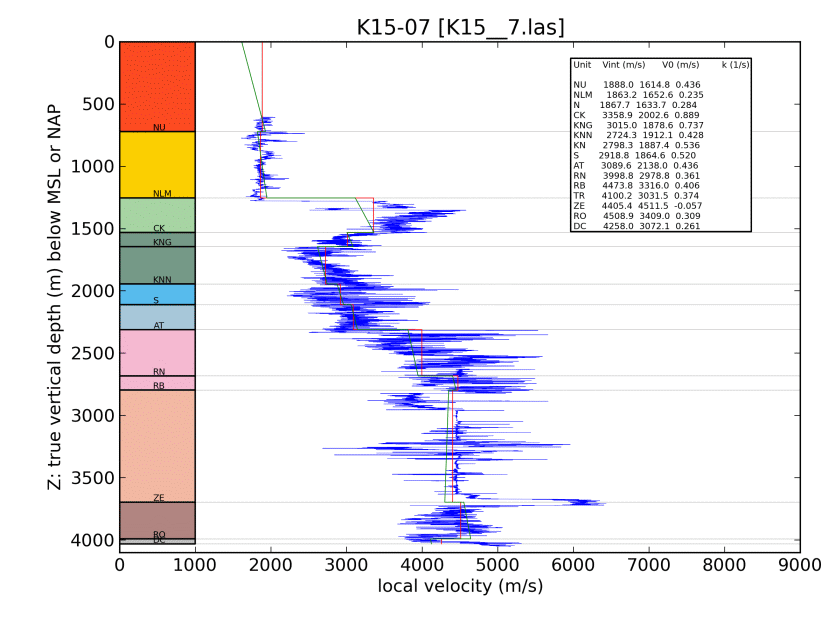 K15-07 [K15__7.las]
Z: true vertical depth (m) below MSL or NAP
0
500
1000
1500
2000
2500
3000
3500
4000
NU
NLM
CK
KNG
KNN
S
AT
RN
RB
ZE
RO
DC
Unit Vint (m/s) V0 (m/s) k (1/s)
NU 1888.0 1614.8 0.436
NLM 1863.2 1652.6 0.235
N 1867.7 1633.7 0.284
CK 3358.9 2002.6 0.889
KNG 3015.0 1878.6 0.737
KNN 2724.3 1912.1 0.428
KN 2798.3 1887.4 0.536
S 2918.8 1864.6 0.520
AT 3089.6 2138.0 0.436
RN 3998.8 2978.8 0.361
RB 4473.8 3316.0 0.406
TR 4100.2 3031.5 0.374
ZE 4405.4 4511.5 -0.057
RO 4508.9 3409.0 0.309
DC 4258.0 3072.1 0.261
0 1000 2000 3000 4000 5000 6000 7000 8000 9000
local velocity (m/s)